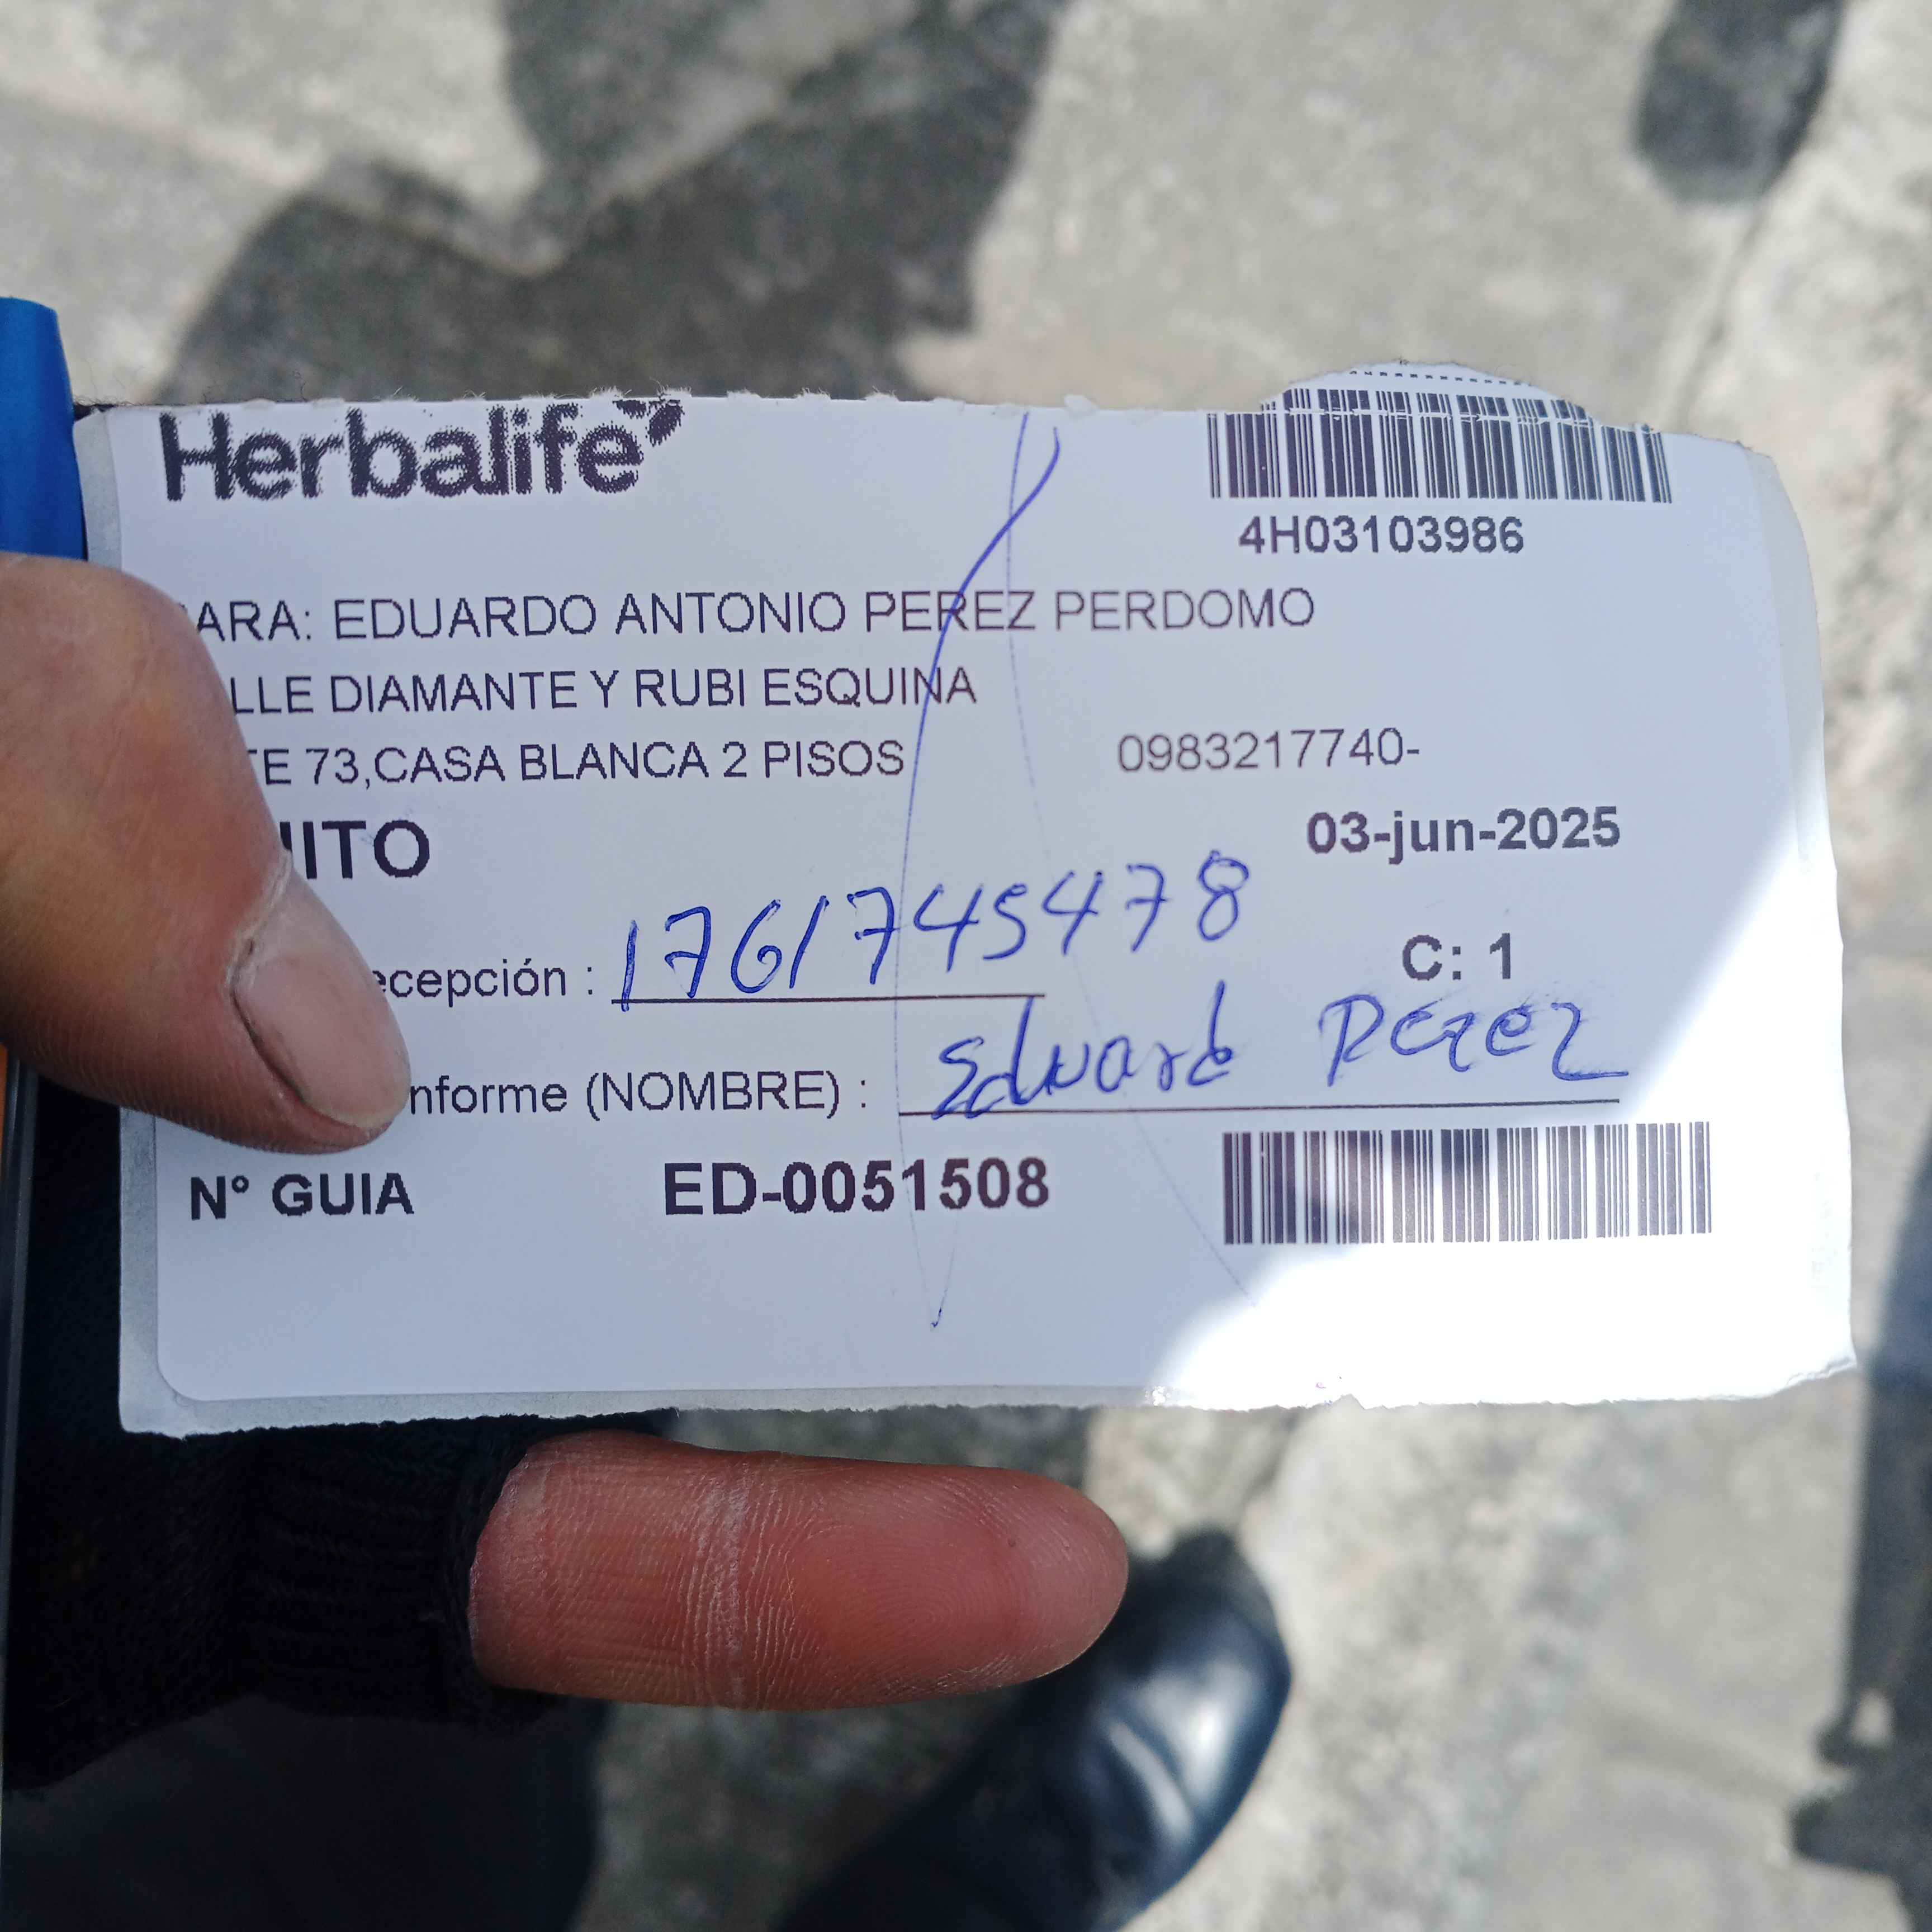 Herbalife
4H03103986
ARA: EDUARDO ANTONIO PEREZ PERDOMO
LLE DIAMANTE Y RUBI ESQUINA
TE 73,CASA BLANCA 2 PISOS 0983217740-
UITO 03-jun-2025
ecepción : 1761745478 C: 1
nforme (NOMBRE) : Eduardo Perez
N° GUIA ED-0051508